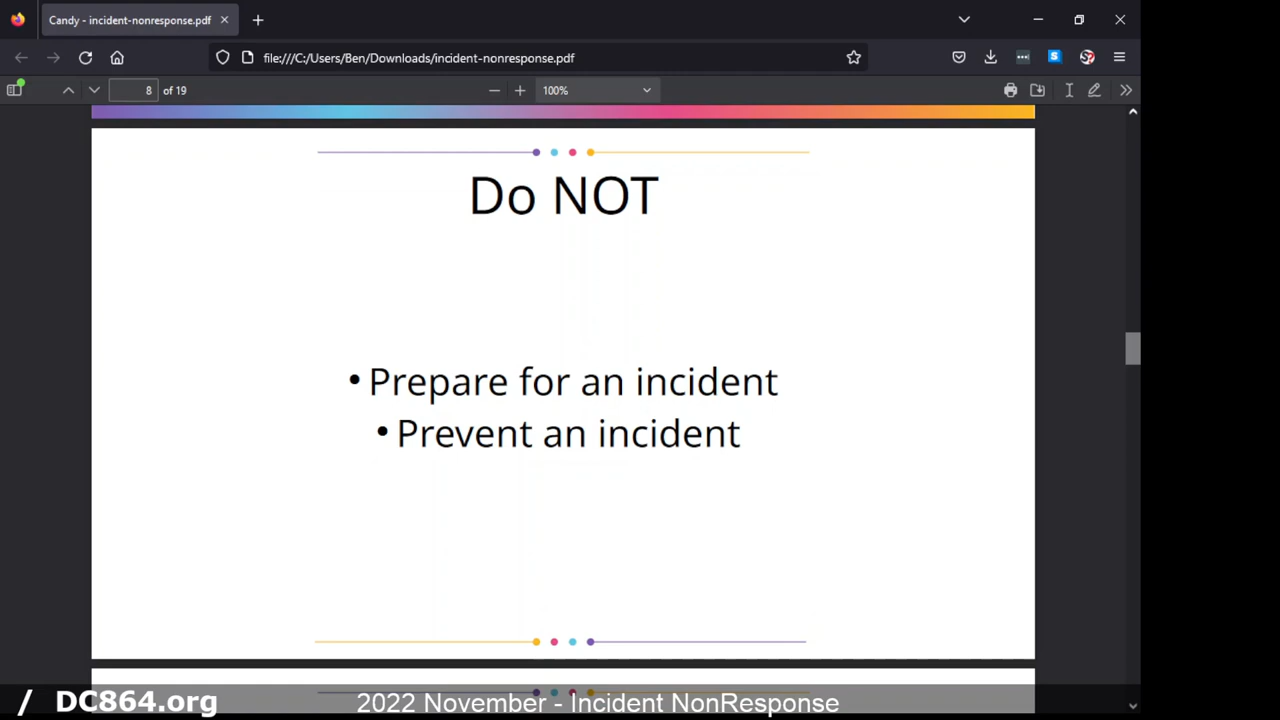 Candy - incident-nonresponse.pdf
file:///C:/Users/Ben/Downloads/incident-nonresponse.pdf
8 of 19
100%
Do NOT
• Prepare for an incident
• Prevent an incident
/ DC864.org
2022 November - Incident NonResponse